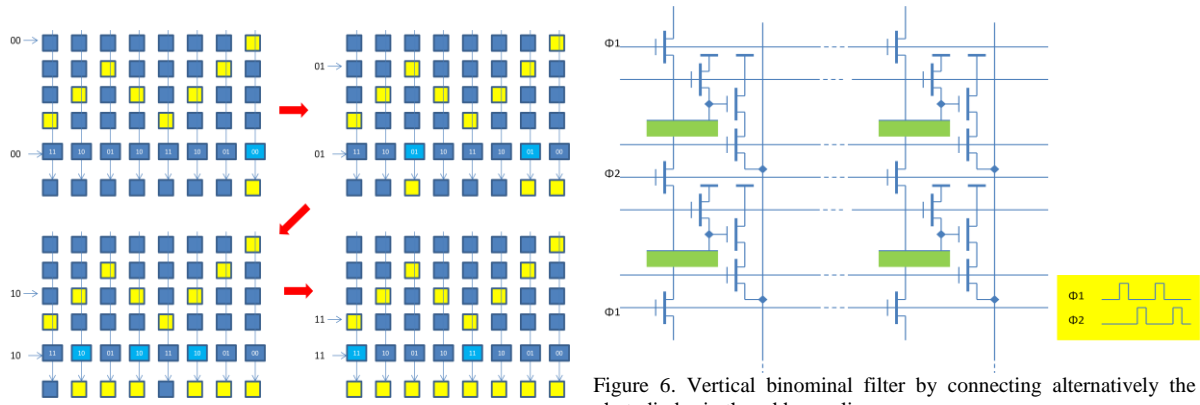 00
00 11 10 01 10 11 10 01 00
01
01 11 10 01 10 11 10 01 00
10
10 11 10 01 10 11 10 01 00
11
11 11 10 01 10 11 10 01 00
Φ1
Φ2
Φ1
Φ1
Φ2
Figure 6. Vertical binominal filter by connecting alternatively the